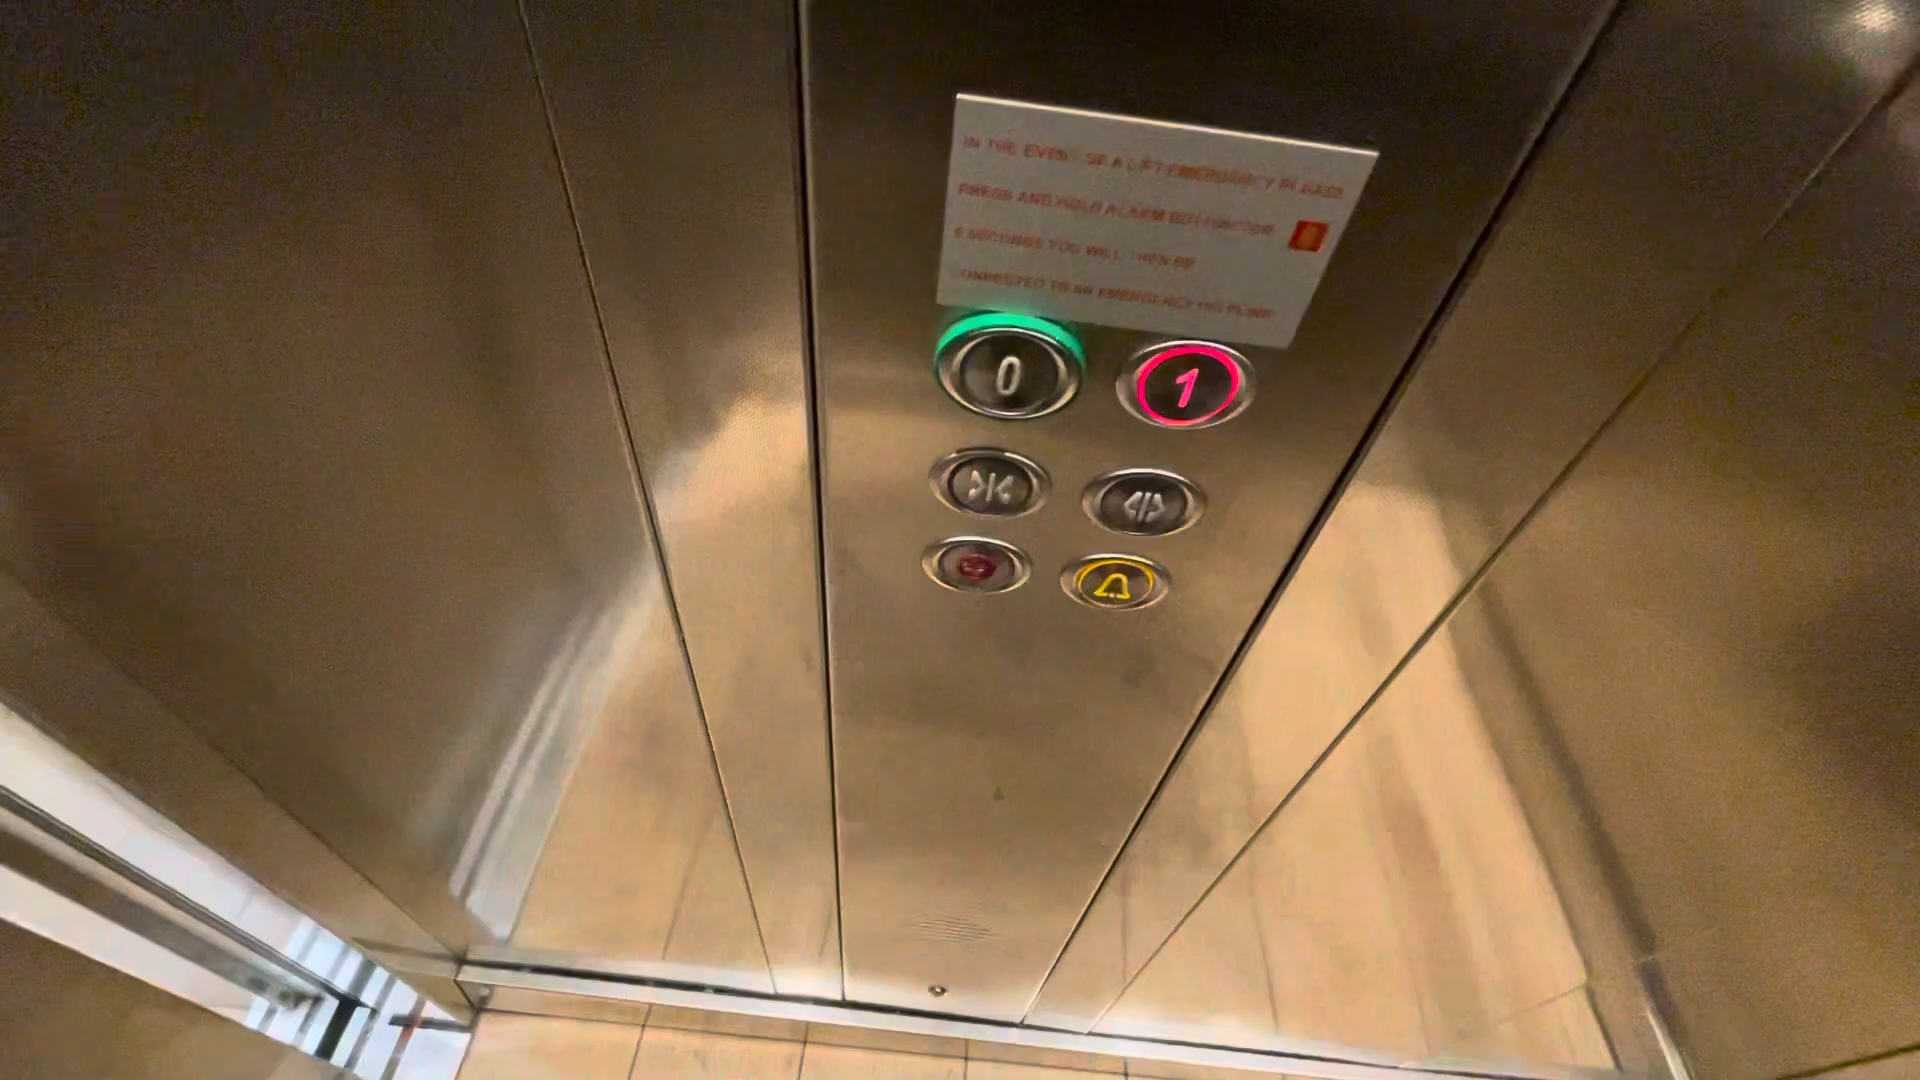 IN THE EVENT OF A LIFT EMERGENCY PLEASE
PRESS AND HOLD ALARM BUTTON FOR
SECONDS YOU WILL THEN BE
CONNECTED TO AN EMERGENCY HELPLINE
0 1